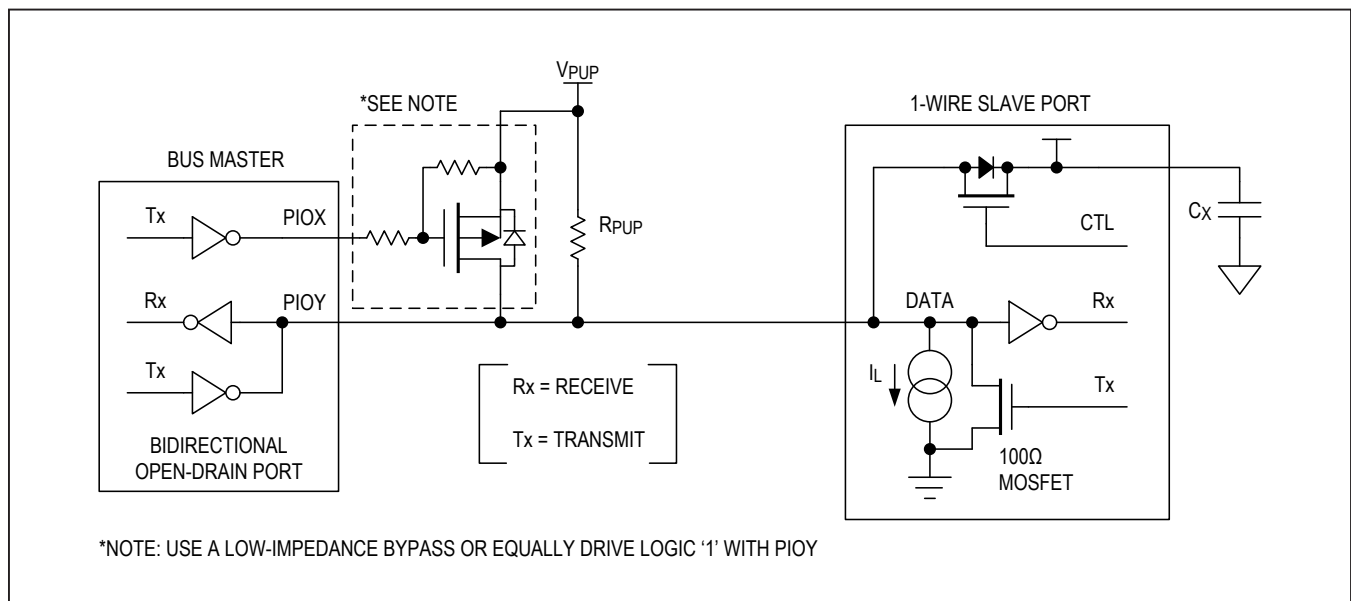 VPUP
*SEE NOTE
1-WIRE SLAVE PORT
BUS MASTER
Tx
PIOX
RPUP
CX
CTL
Rx
PIOY
DATA
Rx
Tx
IL
Tx
Rx = RECEIVE
Tx = TRANSMIT
BIDIRECTIONAL
OPEN-DRAIN PORT
100Ω
MOSFET
*NOTE: USE A LOW-IMPEDANCE BYPASS OR EQUALLY DRIVE LOGIC ‘1’ WITH PIOY